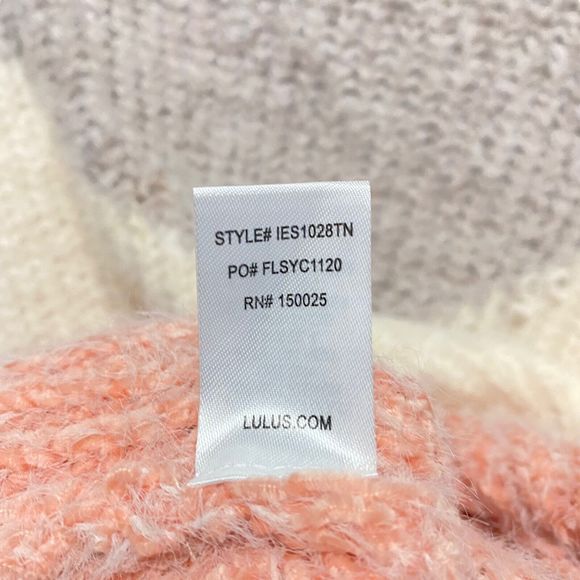 STYLE# IES1028TN
PO# FLSYC1120
RN# 150025
LULUS.COM